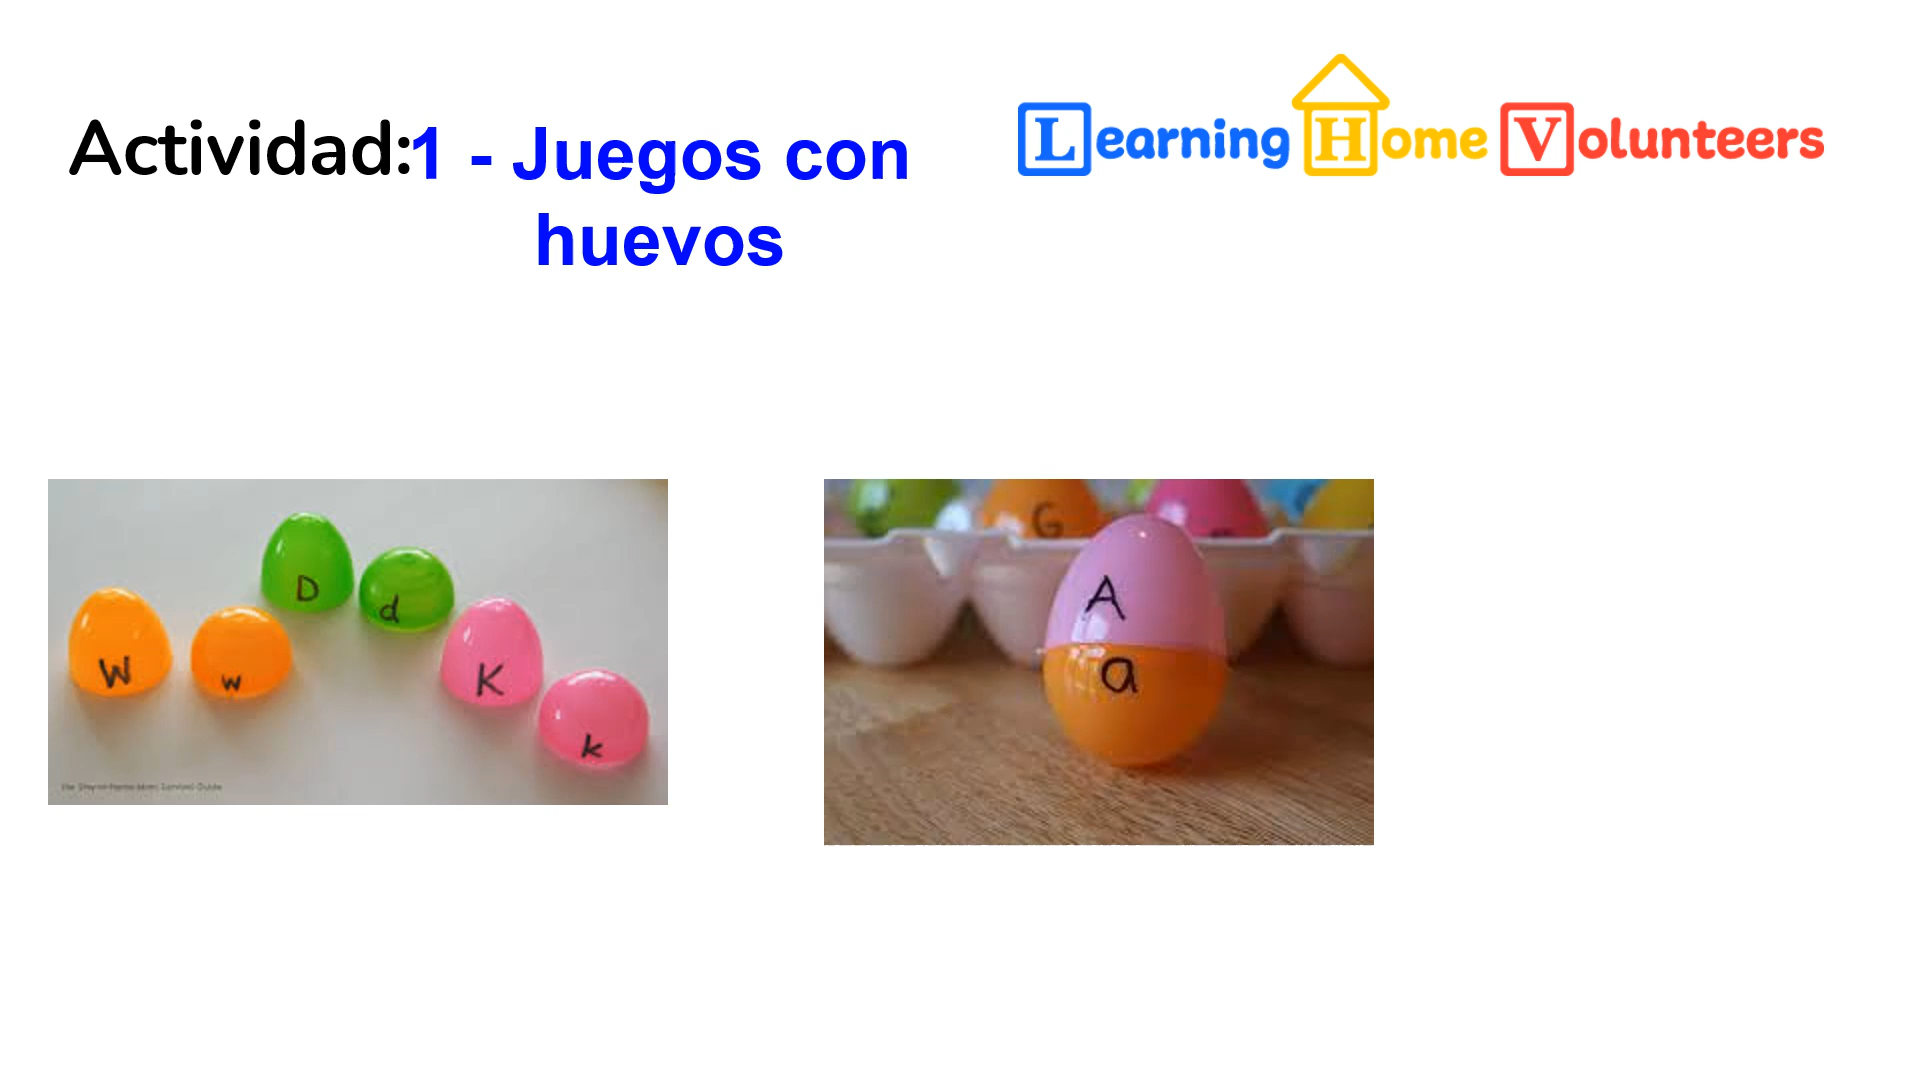 Actividad:1 - Juegos con
huevos
Learning Home Volunteers
W
w
D
d
K
k
G
A
a